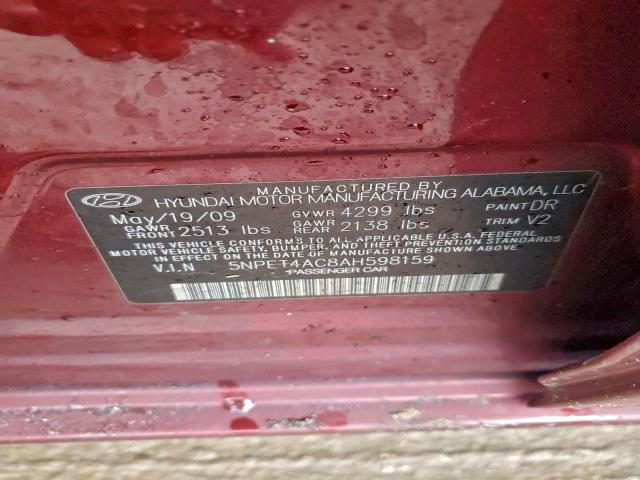 MANUFACTURED BY
HYUNDAI MOTOR MANUFACTURING ALABAMA, LLC
May/19/09 GVWR 4299 lbs PAINT DR
GAWR FRONT 2513 lbs GAWR REAR 2138 lbs TRIM V2
THIS VEHICLE CONFORMS TO ALL APPLICABLE U.S.A. FEDERAL
MOTOR VEHICLE SAFETY, BUMPER, AND THEFT PREVENTION STANDARDS
IN EFFECT ON THE DATE OF MANUFACTURE SHOWN ABOVE.
V.I.N 5NPET4AC8AH598159
PASSENGER CAR